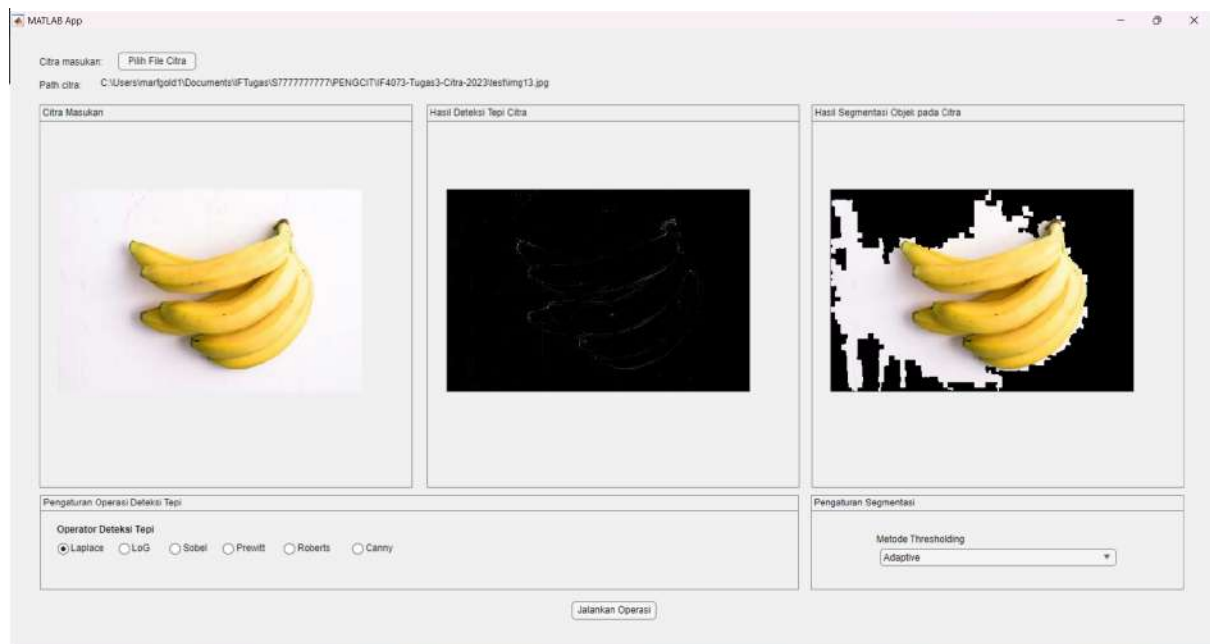 MATLAB App
Citra masukan: Pilih File Citra
Path citra: C:\Users\marfgold1\Documents\IFTugas\S7777777777\PENGCIT\IF4073-Tugas3-Citra-2023\test\img13.jpg
Citra Masukan
Hasil Deteksi Tepi Citra
Hasil Segmentasi Objek pada Citra
Pengaturan Operasi Deteksi Tepi
Operator Deteksi Tepi
Laplace LoG Sobel Prewitt Roberts Canny
Pengaturan Segmentasi
Metode Thresholding
Adaptive
Jalankan Operasi